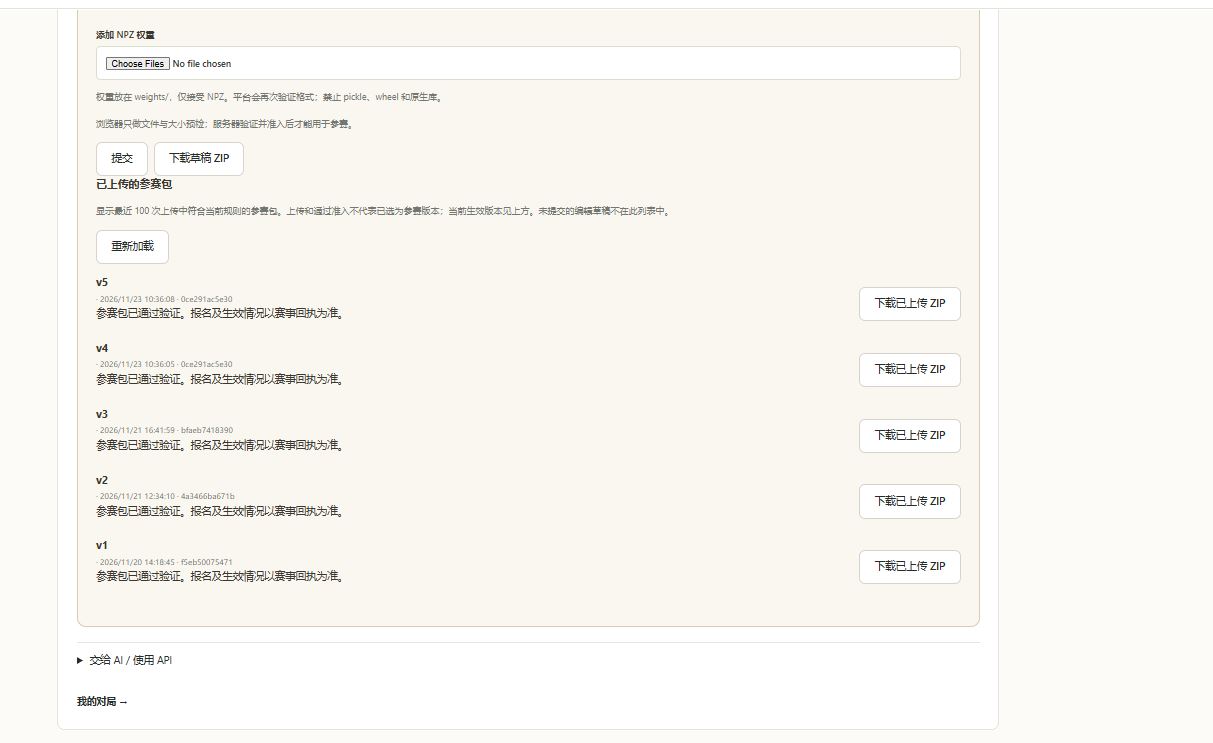 添加 NPZ 权重
Choose Files No file chosen
权重放在 weights/，仅接受 NPZ。平台会再次验证格式；禁止 pickle、wheel 和原生库。
浏览器只做文件与大小预检；服务器验证并准入后才能用于参赛。
提交 下载草稿 ZIP
已上传的参赛包
显示最近 100 次上传中符合当前规则的参赛包。上传和通过准入不代表已选为参赛版本；当前生效版本见上方。未提交的编辑草稿不在此列表中。
重新加载
v5
· 2026/11/23 10:36:08 · 0ce291ac5e30
参赛包已通过验证。报名及生效情况以赛事回执为准。
下载已上传 ZIP
v4
· 2026/11/23 10:36:05 · 0ce291ac5e30
参赛包已通过验证。报名及生效情况以赛事回执为准。
下载已上传 ZIP
v3
· 2026/11/21 16:41:59 · bfaeb7418390
参赛包已通过验证。报名及生效情况以赛事回执为准。
下载已上传 ZIP
v2
· 2026/11/21 12:34:10 · 4a3466ba671b
参赛包已通过验证。报名及生效情况以赛事回执为准。
下载已上传 ZIP
v1
· 2026/11/20 14:18:45 · f5eb50075471
参赛包已通过验证。报名及生效情况以赛事回执为准。
下载已上传 ZIP
▶ 交给 AI / 使用 API
我的对局 →